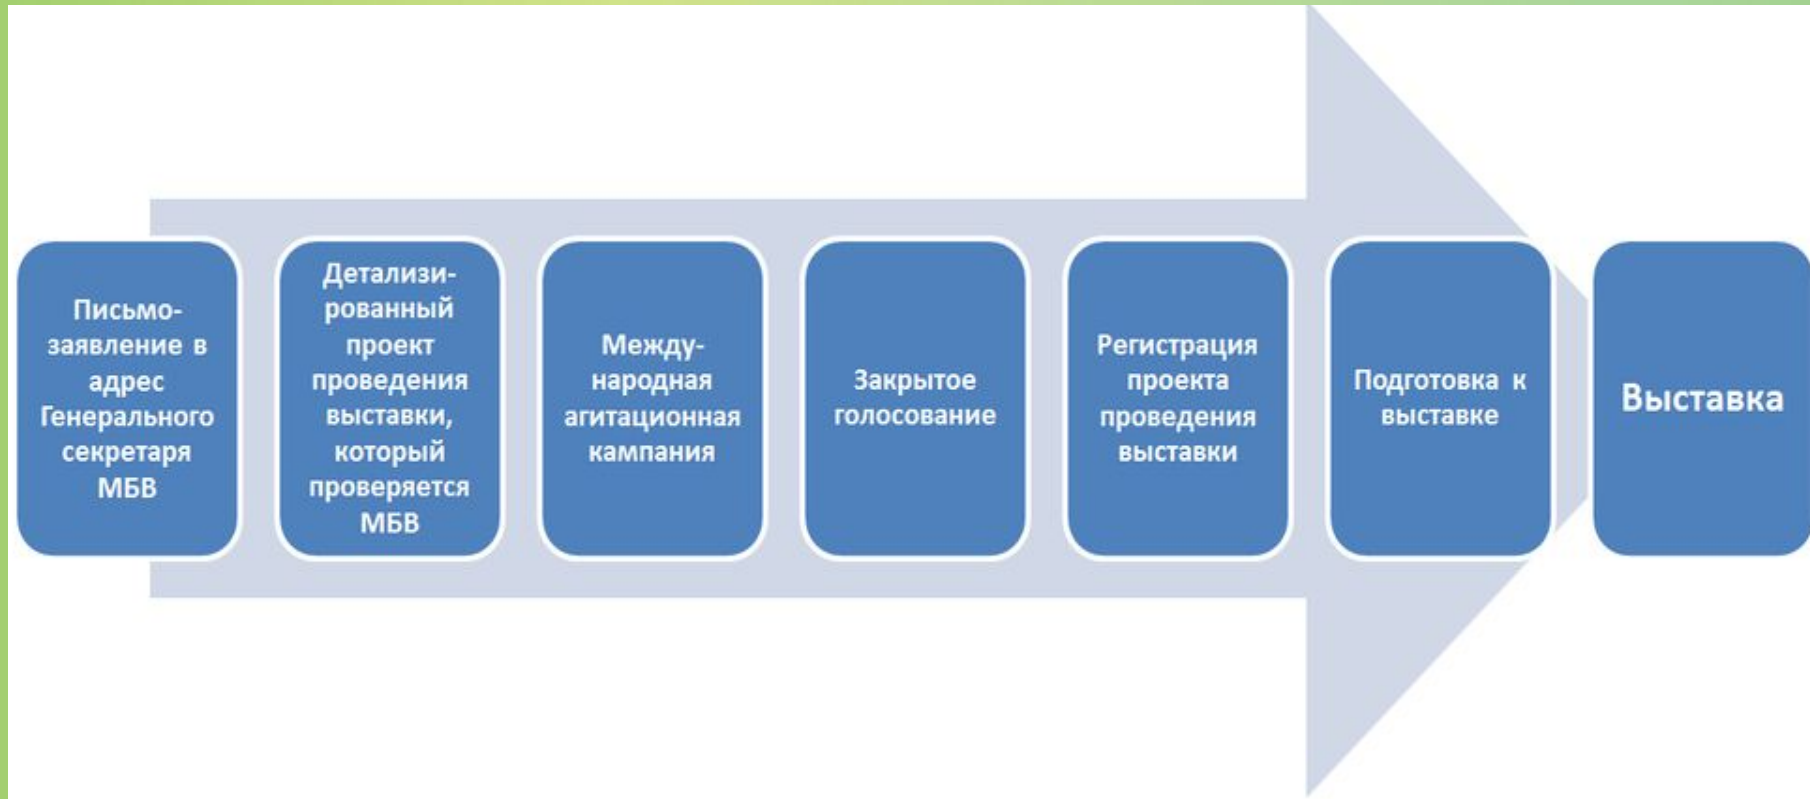 Письмо-
заявление в
адрес
Генерального
секретаря
МБВ
Детализи-
рованный
проект
проведения
выставки,
который
проверяется
МБВ
Между-
народная
агитационная
кампания
Закрытое
голосование
Регистрация
проекта
проведения
выставки
Подготовка к
выставке
Выставка